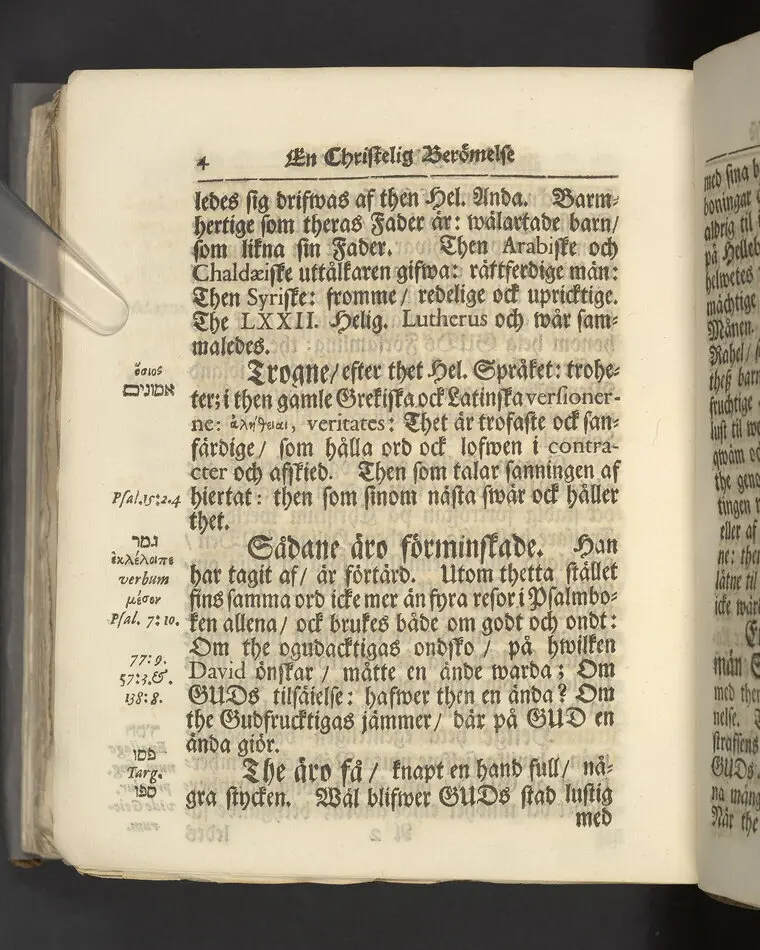 4 En Christelig Berömelse
ledes sig drifwas af then Hel. Anda. Barm-
hertige som theras Fader är: wälartade barn/
som likna sin Fader. Then Arabiske och
Chaldæiske uttålkaren gifwa: rättferdige män:
Then Syriske: fromme/ redelige ock uprichtige.
The LXXII. Helig. Lutherus och wår sam-
maledes.
ὅσιος
אמונים
Trogne/ efter thet Hel. Språket: trohe-
ter; i then gamle Grekiska ock Latinska versioner-
ne: ἀλήθειαι, veritates: Thet är trofaste ock san-
färdige/ som hålla ord ock lofwen i contra-
cter och afsked. Then som talar sanningen af
Psal. 15: 2. 4
hiertat: then som sinom nästa swär ock håller
thet.
גמר
ἐκλέλοιπε
verbum
μέσον
Psal. 7: 10.
77: 9.
57: 3. &.
138: 8.
Sådane äro förminskade. Han
har tagit af/ är förtärd. Utom thetta stället
fins samma ord icke mer än fyra resor i Psalmbo-
ken allena/ ock brukes både om godt och ondt:
Om the ogudacktigas ondsko/ på hwilken
David önskar/ måtte en ände warda; Om
GUDs tilsäielse: hafwer then en ända? Om
the Gudfrucktigas jämmer/ där på GUD en
ända giör.
פסו
Targ.
ספו
The äro få/ knapt en hand full/ nå-
gra stycken. Wäl blifwer GUDs stad lustig
med